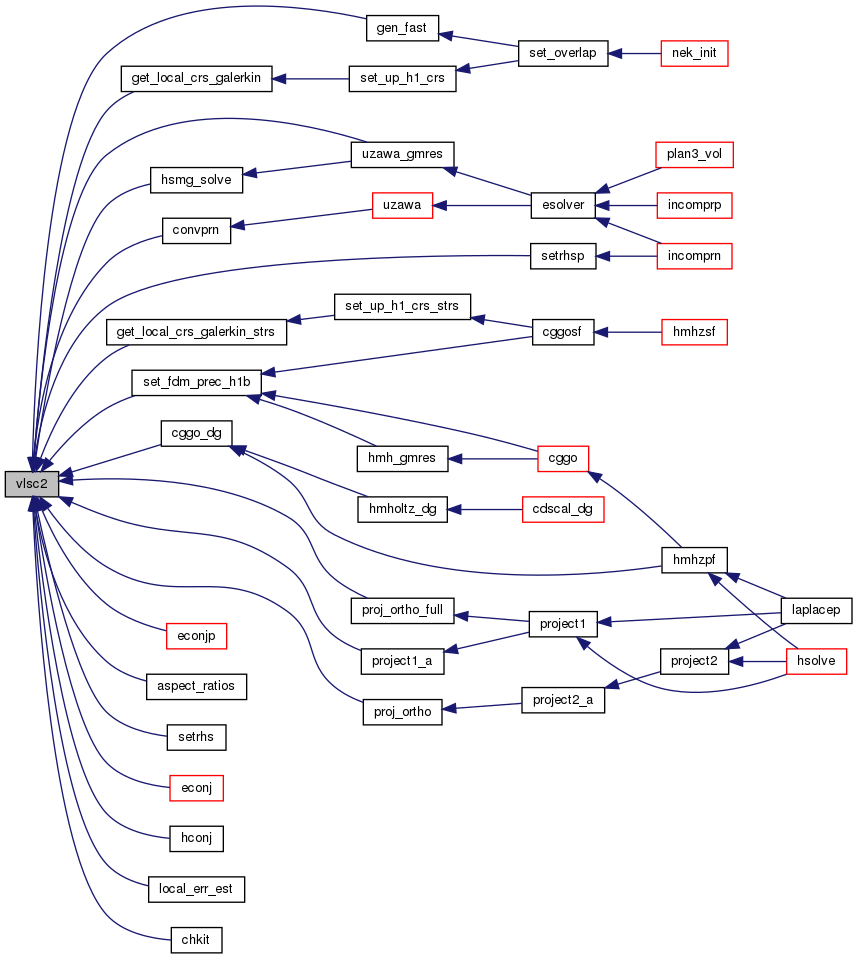 gen_fast
set_overlap
nek_init
get_local_crs_galerkin
set_up_h1_crs
uzawa_gmres
plan3_vol
hsmg_solve
uzawa
esolver
incomprp
convprn
setrhsp
incomprn
set_up_h1_crs_strs
get_local_crs_galerkin_strs
cggosf
hmhzsf
set_fdm_prec_h1b
cggo_dg
hmh_gmres
cggo
vlsc2
hmholtz_dg
cdscal_dg
hmhzpf
proj_ortho_full
laplacep
econjp
project1
project1_a
project2
hsolve
aspect_ratios
project2_a
proj_ortho
setrhs
econj
hconj
local_err_est
chkit